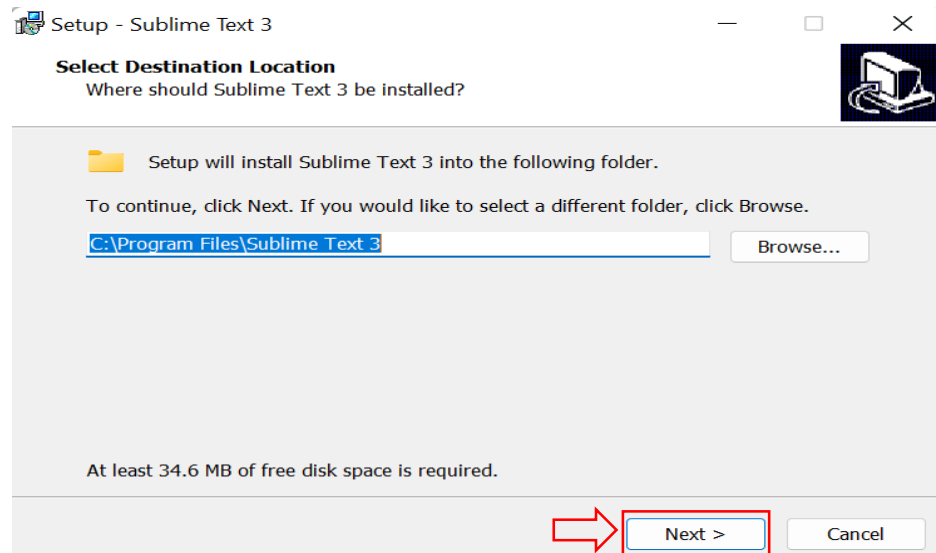 Setup - Sublime Text 3
Select Destination Location
Where should Sublime Text 3 be installed?
Setup will install Sublime Text 3 into the following folder.
To continue, click Next. If you would like to select a different folder, click Browse.
C:\Program Files\Sublime Text 3
Browse...
At least 34.6 MB of free disk space is required.
Next >
Cancel